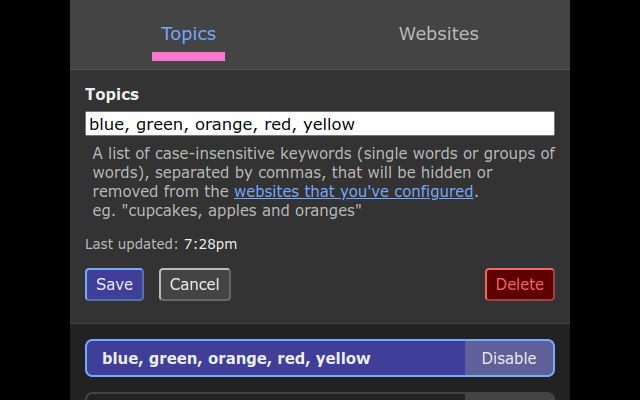 Topics
Websites
Topics
blue, green, orange, red, yellow
A list of case-insensitive keywords (single words or groups of
words), separated by commas, that will be hidden or
removed from the websites that you've configured.
eg. "cupcakes, apples and oranges"
Last updated: 7:28pm
Save
Cancel
Delete
blue, green, orange, red, yellow
Disable